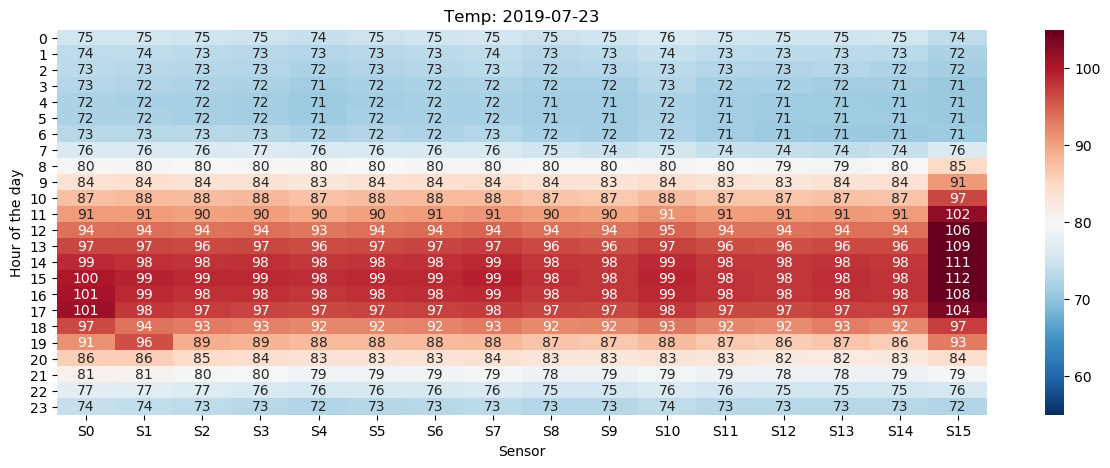 Temp: 2019-07-23
Hour of the day
0 75 75 75 75 74 75 75 75 75 75 76 75 75 75 75 74
1 74 74 73 73 73 73 73 74 73 73 74 73 73 73 73 72
2 73 73 73 73 72 73 73 73 72 73 73 73 73 73 72 72
3 73 72 72 72 71 72 72 72 72 72 73 72 72 72 71 71
4 72 72 72 72 71 72 72 72 71 71 72 71 71 71 71 71
5 72 72 72 72 71 72 72 72 71 71 72 71 71 71 71 71
6 73 73 73 73 72 72 72 73 72 72 72 71 71 71 71 71
7 76 76 76 77 76 76 76 76 75 74 75 74 74 74 74 76
8 80 80 80 80 80 80 80 80 80 80 80 80 79 79 80 85
9 84 84 84 84 83 84 84 84 84 83 84 83 83 84 84 91
10 87 88 88 88 87 88 88 88 87 87 88 87 87 87 87 97
11 91 91 90 90 90 90 91 91 90 90 91 91 91 91 91 102
12 94 94 94 94 93 94 94 94 94 94 95 94 94 94 94 106
13 97 97 96 97 96 97 97 97 96 96 97 96 96 96 96 109
14 99 98 98 98 98 98 98 99 98 98 99 98 98 98 98 111
15 100 99 99 99 98 99 99 99 98 98 99 98 98 98 98 112
16 101 99 98 98 98 98 98 99 98 98 99 98 98 98 98 108
17 101 98 97 97 97 97 97 98 97 97 98 97 97 97 97 104
18 97 94 93 93 92 92 92 93 92 92 93 92 92 93 92 97
19 91 96 89 89 88 88 88 88 87 87 88 87 86 87 86 93
20 86 86 85 84 83 83 83 84 83 83 83 83 82 82 83 84
21 81 81 80 80 79 79 79 79 78 79 79 79 78 78 79 79
22 77 77 77 76 76 76 76 76 75 75 76 76 75 75 75 76
23 74 74 73 73 72 73 73 73 73 73 74 73 73 73 73 72
S0 S1 S2 S3 S4 S5 S6 S7 S8 S9 S10 S11 S12 S13 S14 S15
Sensor
100
90
80
70
60